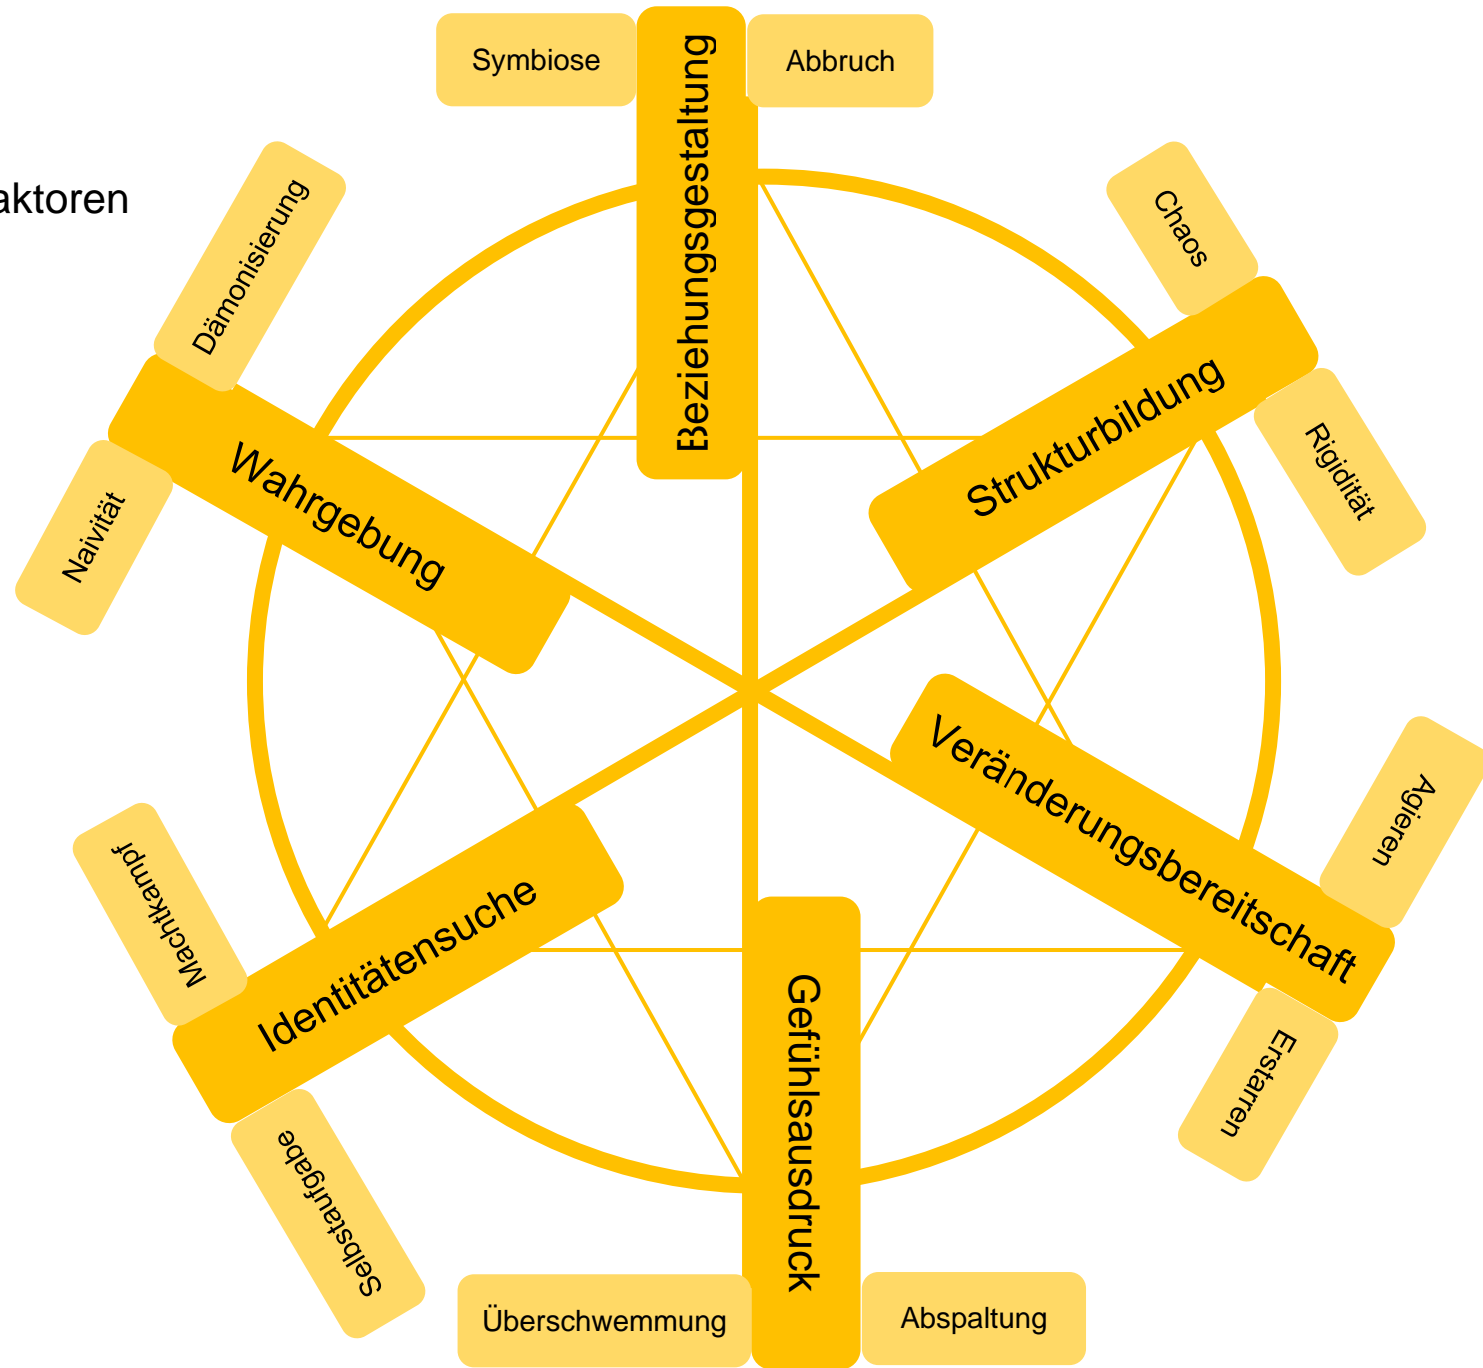 Symbiose
Beziehungsgestaltung
Abbruch
aktoren
Dämonisierung
Wahrgebung
Naivität
Chaos
Strukturbildung
Rigidität
Agieren
Veränderungsbereitschaft
Erstarren
Machtkampf
Identitätensuche
Selbstaufgabe
Gefühlsausdruck
Überschwemmung
Abspaltung